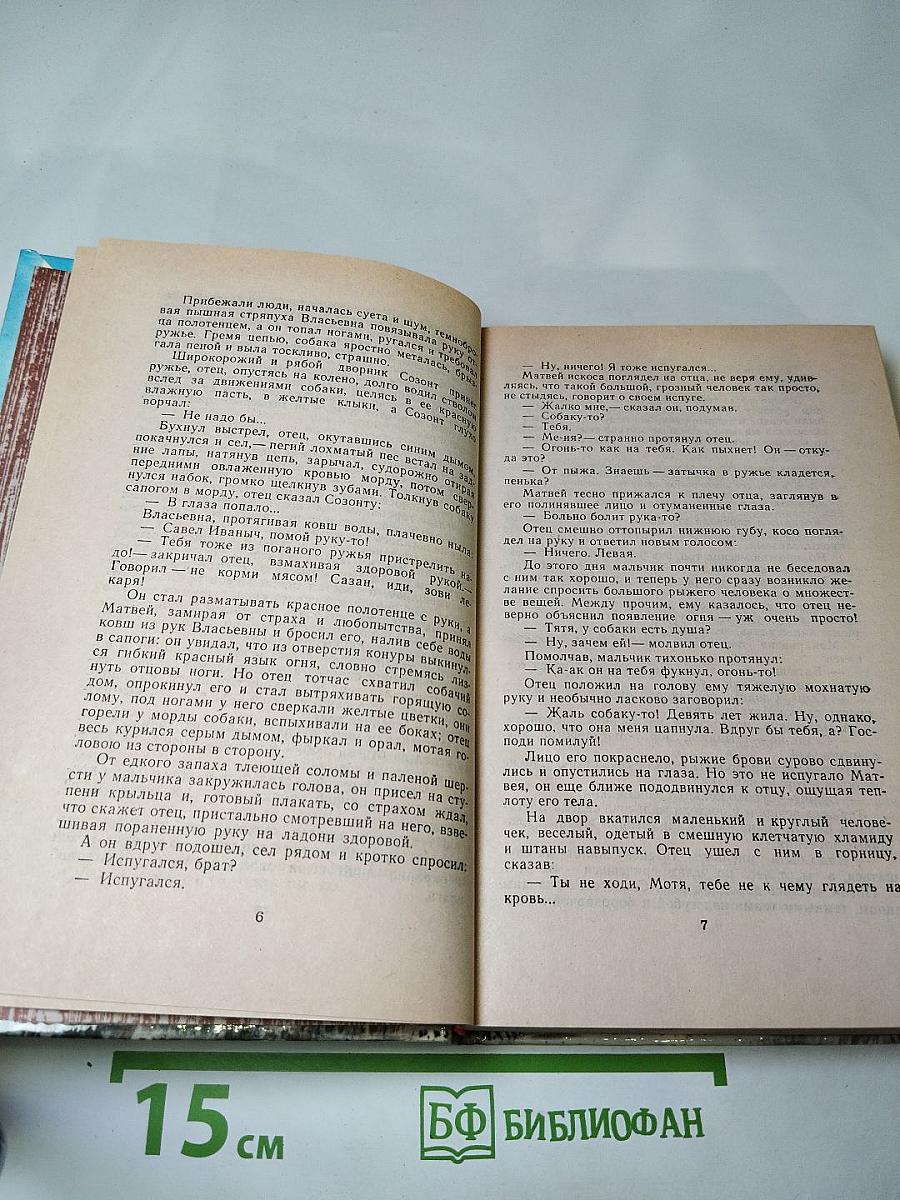 Прибежали люди, началась суета и шум, темнобро-
вая пышная стряпуха Власьевна повязывала руку от-
ца полотенцем, а он топал ногами, ругался и требовал
ружье. Гремя цепью, собака яростно металась, брыз-
гала пеной и выла тоскливо, страшно.
Широкорожий и рябой дворник Созонт принес
ружье, отец, опустясь на колено, долго водил стволом
вслед за движениями собаки, целясь в ее красную
влажную пасть, в желтые клыки, а Созонт глухо
ворчал:
— Не надо бы...
Бухнул выстрел, отец, окутавшись синим дымом,
покачнулся и сел,— пегий лохматый пес встал на зад-
ние лапы, натянув цепь, зарычал, судорожно отирая
передними овлаженную кровью морду, потом свер-
нулся набок, громко щелкнув зубами. Толкнув собаку
сапогом в морду, отец сказал Созонту:
— В глаза попало...
Власьевна, протягивая ковш воды, плачевно ныла:
— Савел Иваныч, помой руку-то!
— Тебя тоже из поганого ружья пристрелить на-
до!— закричал отец, взмахивая здоровой рукой.—
Говорил — не корми мясом! Сазан, иди, зови ле-
каря!
Он стал разматывать красное полотенце с руки, а
Матвей, замирая от страха и любопытства, принял
ковш из рук Власьевны и бросил его, налив себе воды
в сапоги: он увидал, что из отверстия конуры выкинул-
ся гибкий красный язык огня, словно стремясь лиз-
нуть отцовы ноги. Но отец тотчас схватил собачий
дом, опрокинул его и стал вытряхивать горящую со-
лому, под ногами у него сверкали желтые цветки, они
горели у морды собаки, вспыхивали на ее боках; отец
весь курился серым дымом, фыркал и орал, мотая го-
ловою из стороны в сторону.
От едкого запаха тлеющей соломы и паленой шер-
сти у мальчика закружилась голова, он присел на сту-
пени крыльца и, готовый плакать, со страхом ждал,
что скажет отец, пристально смотревший на него, взве-
шивая пораненную руку на ладони здоровой.
А он вдруг подошел, сел рядом и кротко спросил:
— Испугался, брат?
— Испугался.
6
— Ну, ничего! Я тоже испугался...
Матвей искоса поглядел на отца, не веря ему, удив-
ляясь, что такой большой, грозный человек так просто,
не стыдясь, говорит о своем испуге.
— Жалко мне,— сказал он, подумав.
— Собаку-то?
— Тебя.
— Ме-ня?— странно протянул отец.
— Огонь-то как на тебя. Как пыхнет! Он — отку-
да это?
— От пыжа. Знаешь — затычка в ружье кладется,
пенька?
Матвей тесно прижался к плечу отца, заглянув в
его полинявшее лицо и отуманенные глаза.
— Больно болит рука-то?
Отец смешно оттопырил нижнюю губу, косо погля-
дел на руку и ответил новым голосом:
— Ничего. Левая.
До этого дня мальчик почти никогда не беседовал
с ним так хорошо, и теперь у него сразу возникло же-
лание спросить большого рыжего человека о множест-
ве вещей. Между прочим, ему казалось, что отец не-
верно объяснил появление огня — уж очень просто!
— Тятя, у собаки есть душа?
— Ну, зачем ей!— молвил отец.
Помолчав, мальчик тихонько протянул:
— Ка-ак он на тебя фукнул, огонь-то!
Отец положил на голову ему тяжелую мохнатую
руку и необычно ласково заговорил:
— Жаль собаку-то! Девять лет жила. Ну, однако,
хорошо, что она меня цапнула. Вдруг бы тебя, а? Гос-
поди помилуй!
Лицо его покраснело, рыжие брови сурово сдвину-
лись и опустились на глаза. Но это не испугало Мат-
вея, он еще ближе пододвинулся к отцу, ощущая теп-
лоту его тела.
На двор вкатился маленький и круглый челове-
чек, веселый, одетый в смешную клетчатую хламиду
и штаны навыпуск. Отец ушел с ним в горницу,
сказав:
— Ты не ходи, Мотя, тебе не к чему глядеть на
кровь...
7
15 см
БФ БИБЛИОФАН